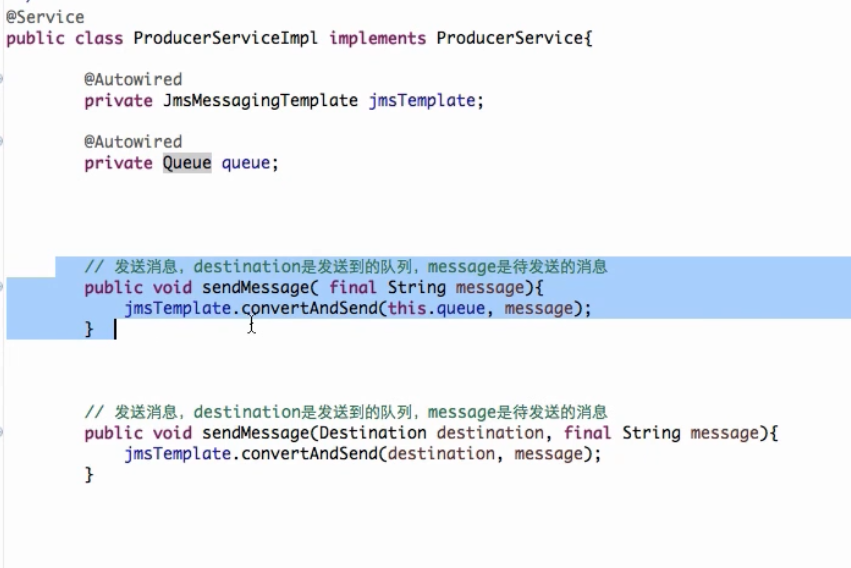 @Service
public class ProducerServiceImpl implements ProducerService{
@Autowired
private JmsMessagingTemplate jmsTemplate;
@Autowired
private Queue queue;
// 发送消息，destination是发送到的队列，message是待发送的消息
public void sendMessage( final String message){
jmsTemplate.convertAndSend(this.queue, message);
}
// 发送消息，destination是发送到的队列，message是待发送的消息
public void sendMessage(Destination destination, final String message){
jmsTemplate.convertAndSend(destination, message);
}